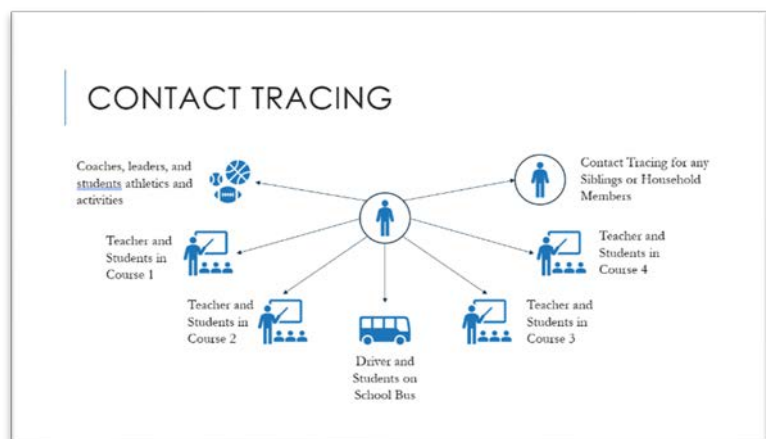 CONTACT TRACING
Coaches, leaders, and
students athletics and
activities
Contact Tracing for any
Siblings or Household
Members
Teacher and
Students in
Course 1
Teacher and
Students in
Course 4
Teacher and
Students in
Course 2
Teacher and
Students in
Course 3
Driver and
Students on
School Bus